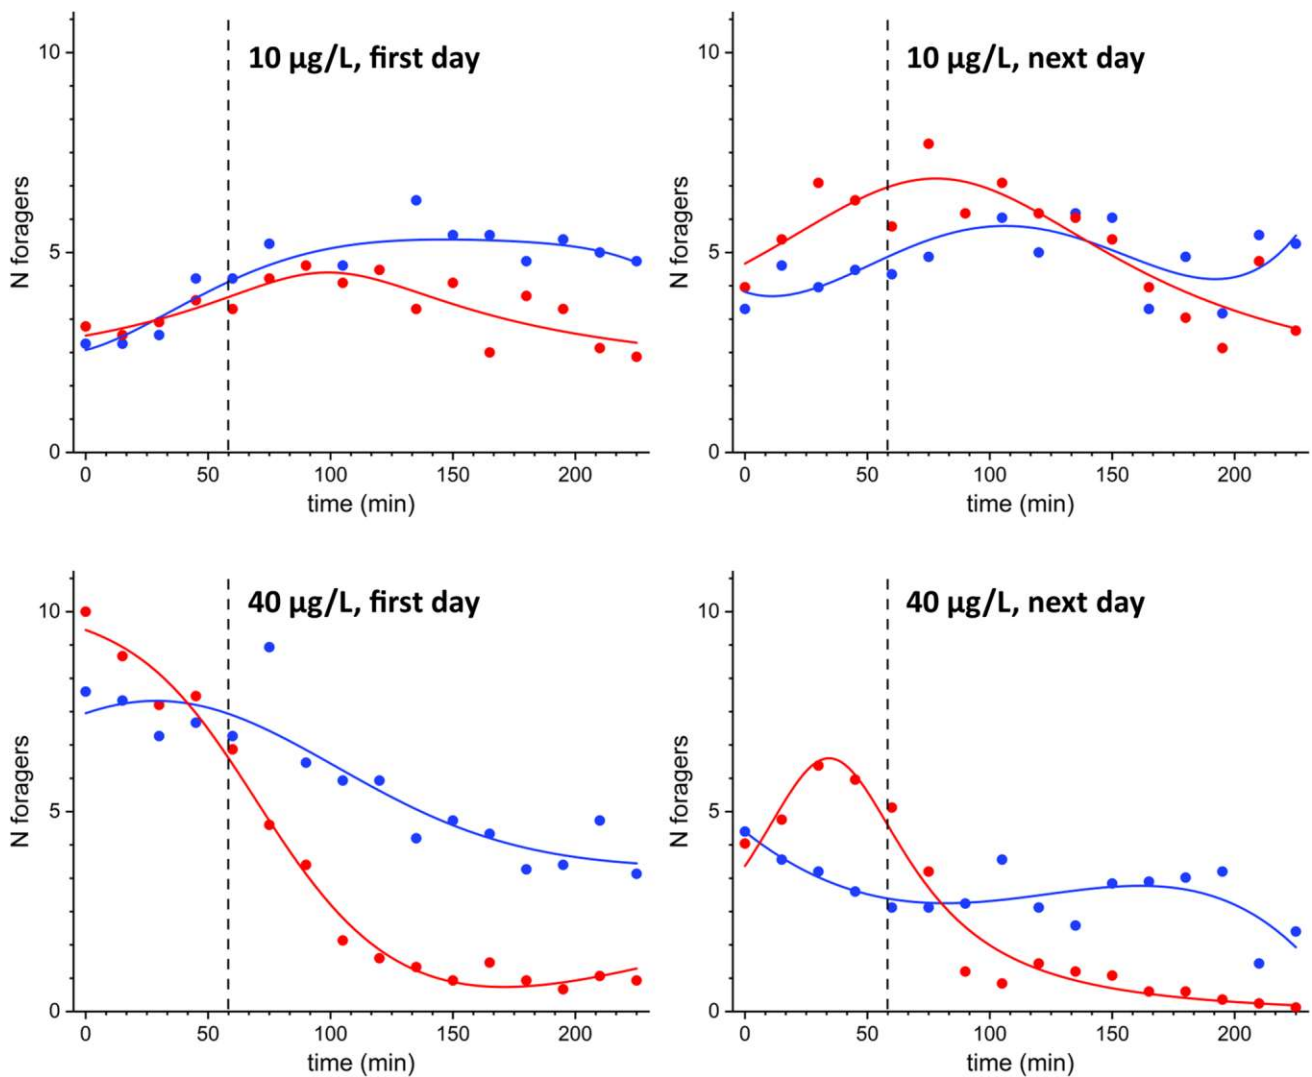 10 µg/L, first day
N foragers
10
5
0
0 50 100 150 200
time (min)
10 µg/L, next day
N foragers
10
5
0
0 50 100 150 200
time (min)
40 µg/L, first day
N foragers
10
5
0
0 50 100 150 200
time (min)
40 µg/L, next day
N foragers
10
5
0
0 50 100 150 200
time (min)